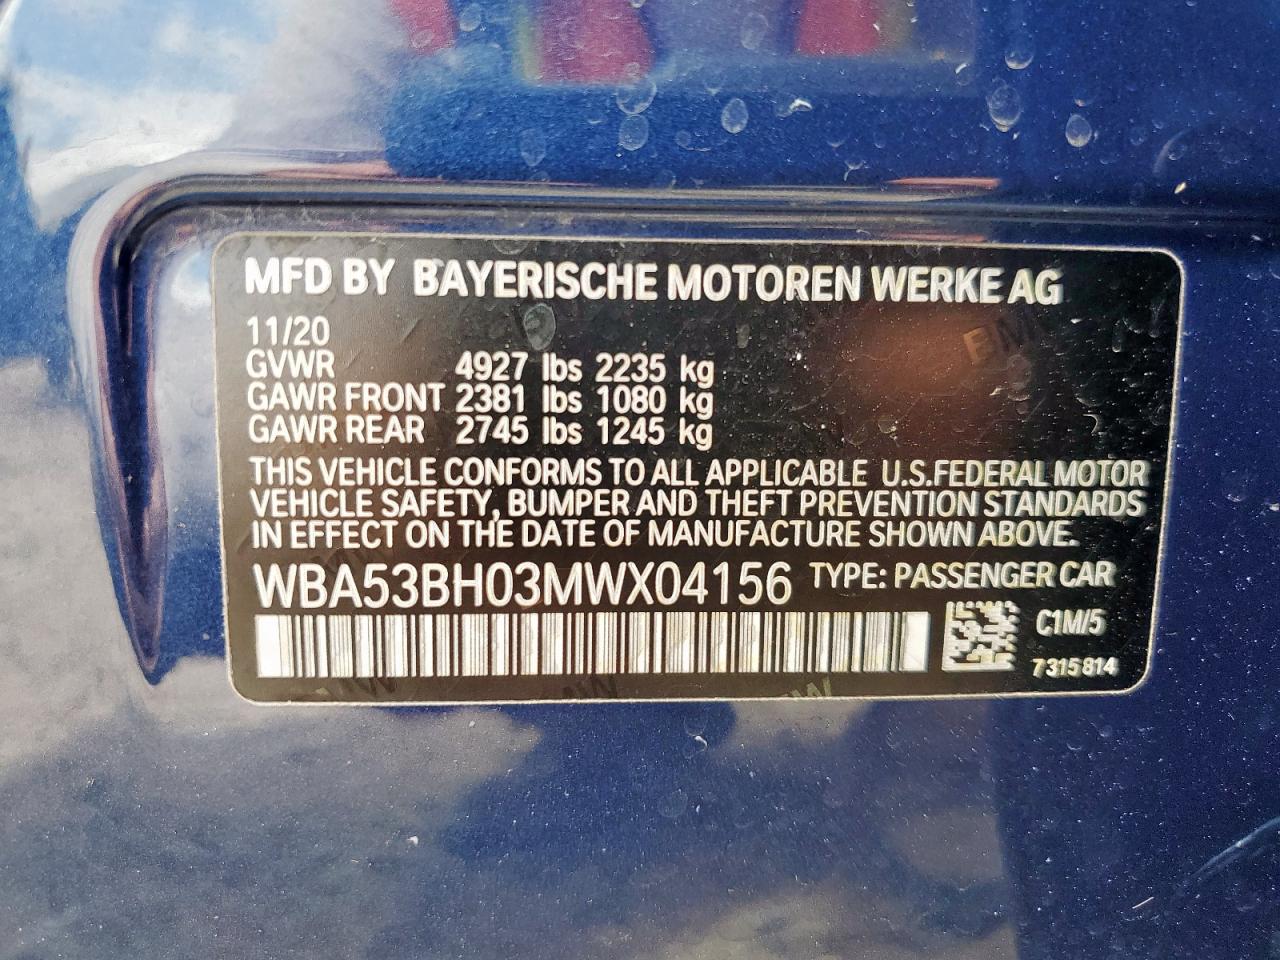 MFD BY BAYERISCHE MOTOREN WERKE AG
11/20
GVWR 4927 lbs 2235 kg
GAWR FRONT 2381 lbs 1080 kg
GAWR REAR 2745 lbs 1245 kg
THIS VEHICLE CONFORMS TO ALL APPLICABLE U.S.FEDERAL MOTOR
VEHICLE SAFETY, BUMPER AND THEFT PREVENTION STANDARDS
IN EFFECT ON THE DATE OF MANUFACTURE SHOWN ABOVE.
WBA53BH03MWX04156 TYPE: PASSENGER CAR
C1M/5
7315814